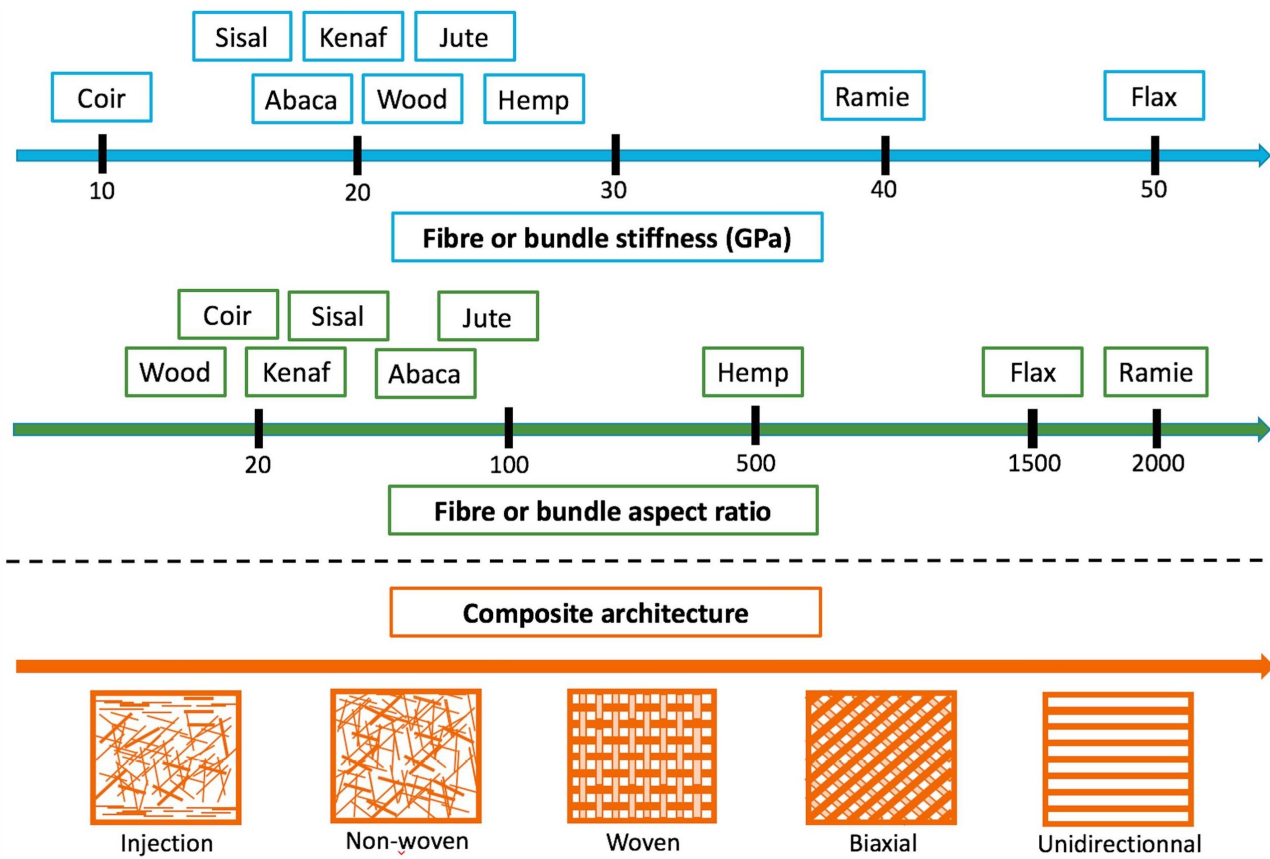 Sisal Kenaf Jute
Coir Abaca Wood Hemp Ramie Flax
10 20 30 40 50
Fibre or bundle stiffness (GPa)
Coir Sisal Jute
Wood Kenaf Abaca Hemp Flax Ramie
20 100 500 1500 2000
Fibre or bundle aspect ratio
Composite architecture
Injection Non-woven Woven Biaxial Unidirectionnal